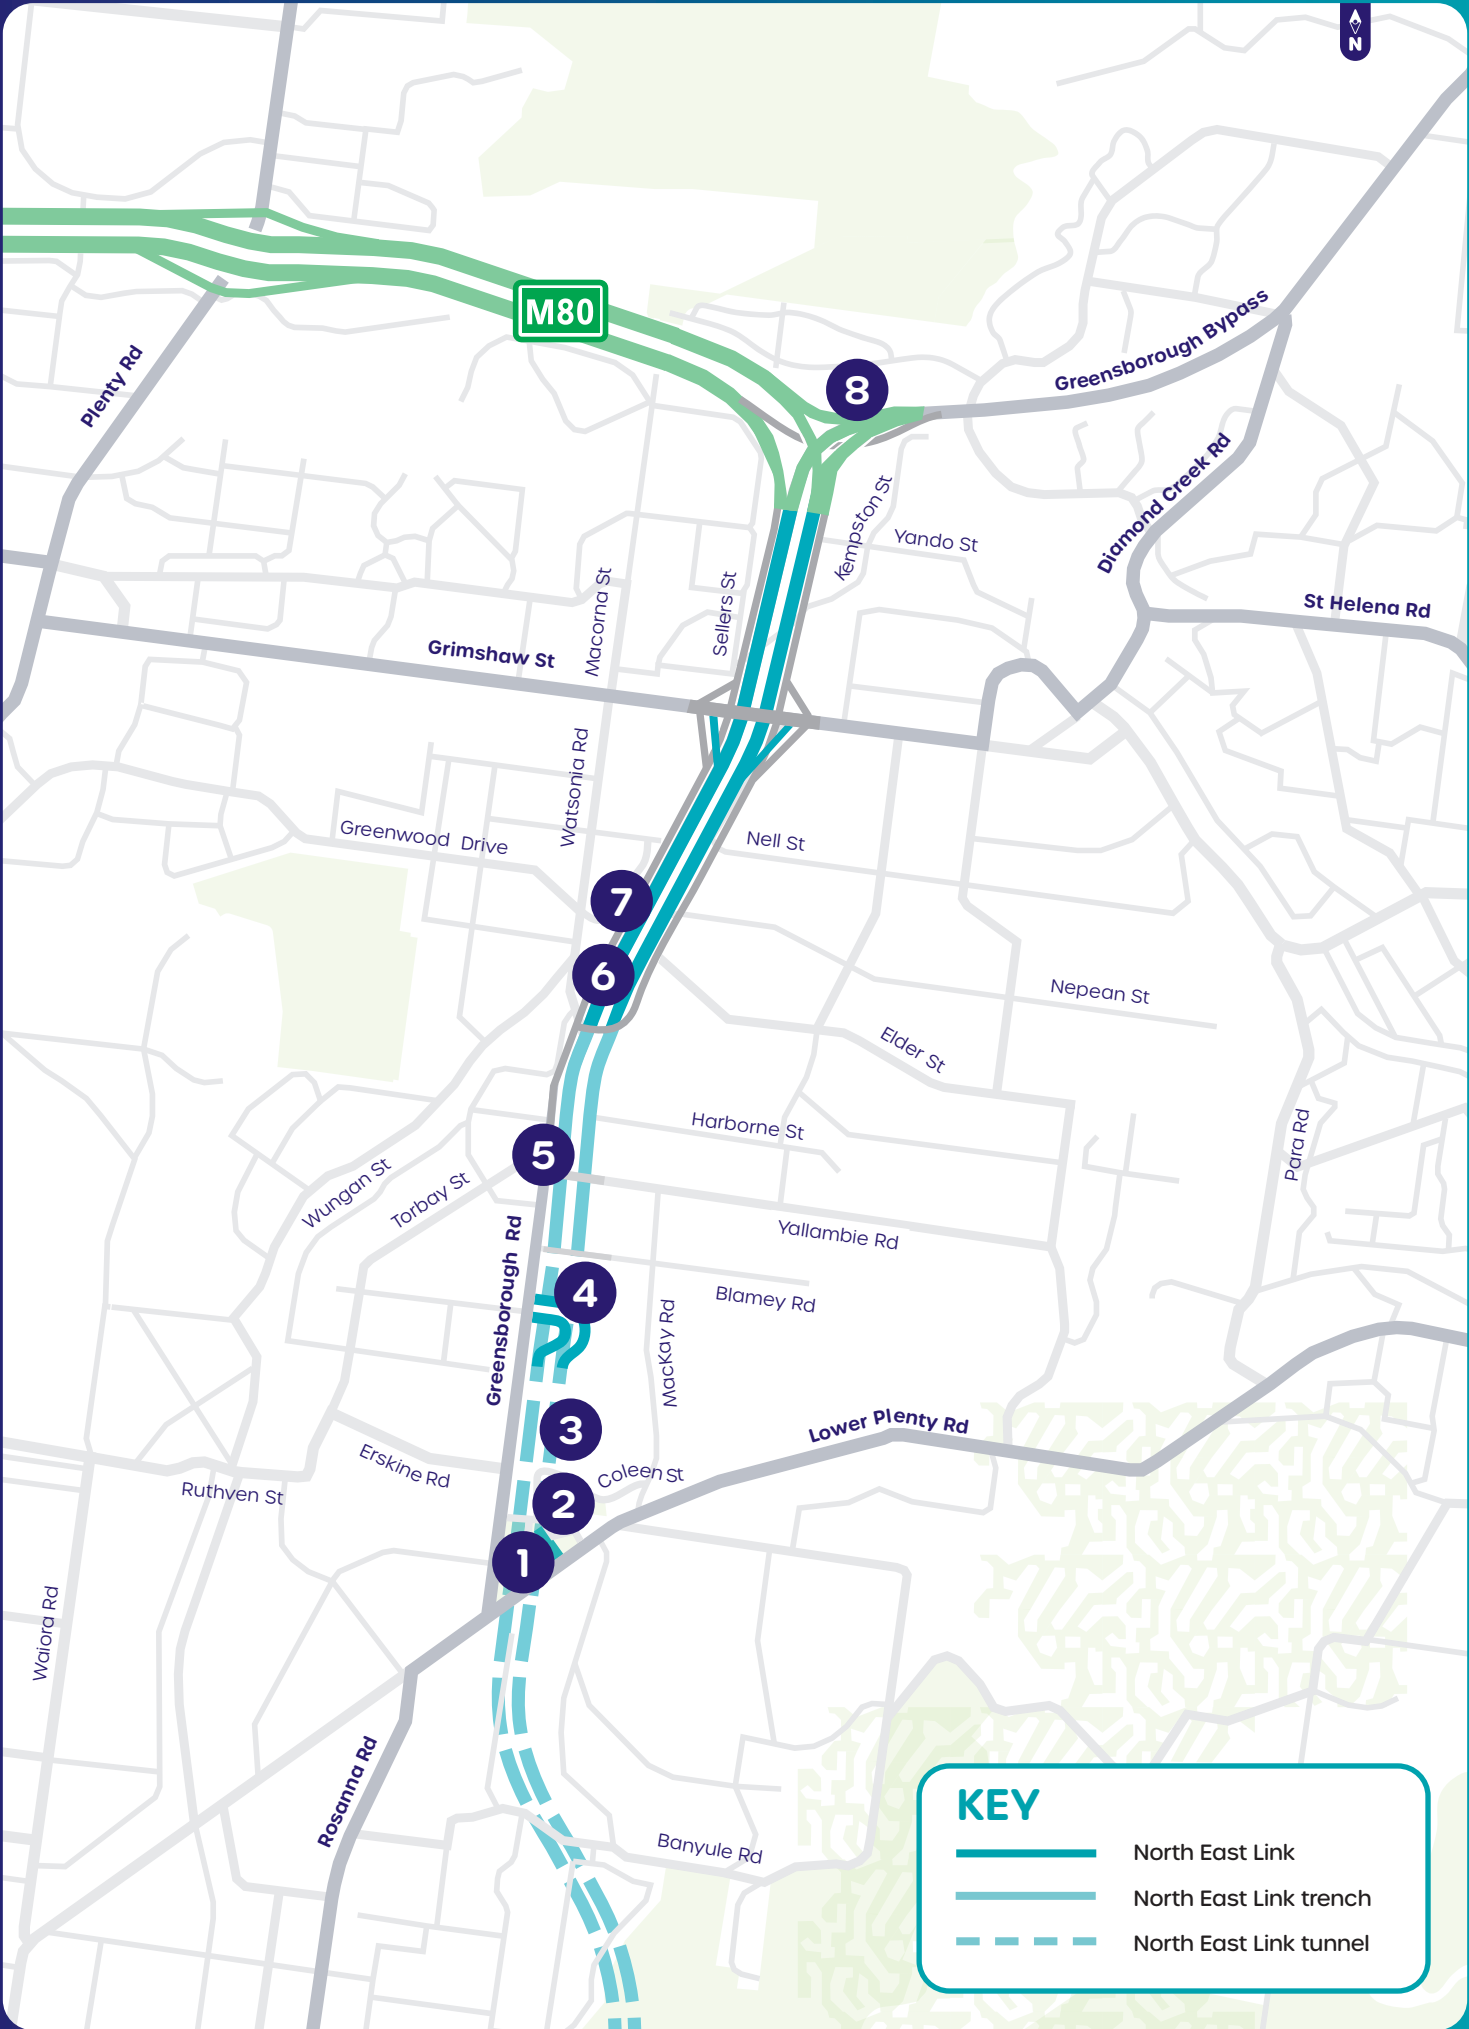 N
M80
Plenty Rd
Greensborough Bypass
8
Diamond Creek Rd
Kempston St
Yando St
St Helena Rd
Macorna St
Sellers St
Grimshaw St
Watsonia Rd
Greenwood Drive
Nell St
7
6
Nepean St
Elder St
Harborne St
5
Para Rd
Wungan St
Torbay St
Yallambie Rd
Greensborough Rd
4
Blamey Rd
MacKay Rd
3
Lower Plenty Rd
Erskine Rd
Coleen St
Ruthven St
2
1
Waiora Rd
Rosanna Rd
Banyule Rd
KEY
North East Link
North East Link trench
North East Link tunnel